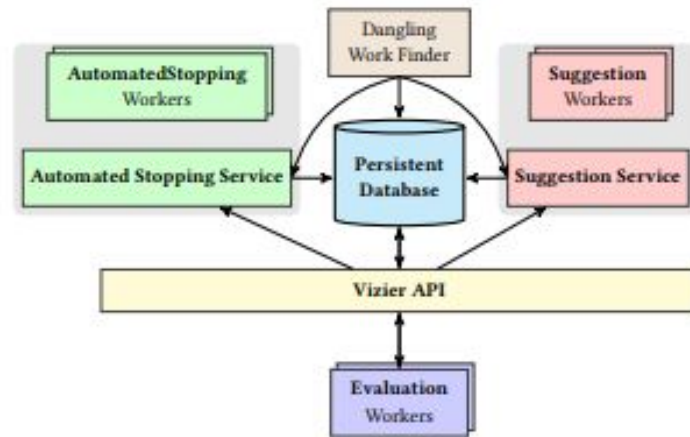 Dangling
Work Finder
AutomatedStopping
Workers
Suggestion
Workers
Automated Stopping Service
Persistent
Database
Suggestion Service
Vizier API
Evaluation
Workers